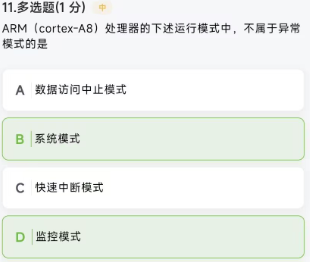 11.多选题(1 分) 中
ARM（cortex-A8）处理器的下述运行模式中，不属于异常
模式的是
A 数据访问中止模式
B 系统模式
C 快速中断模式
D 监控模式